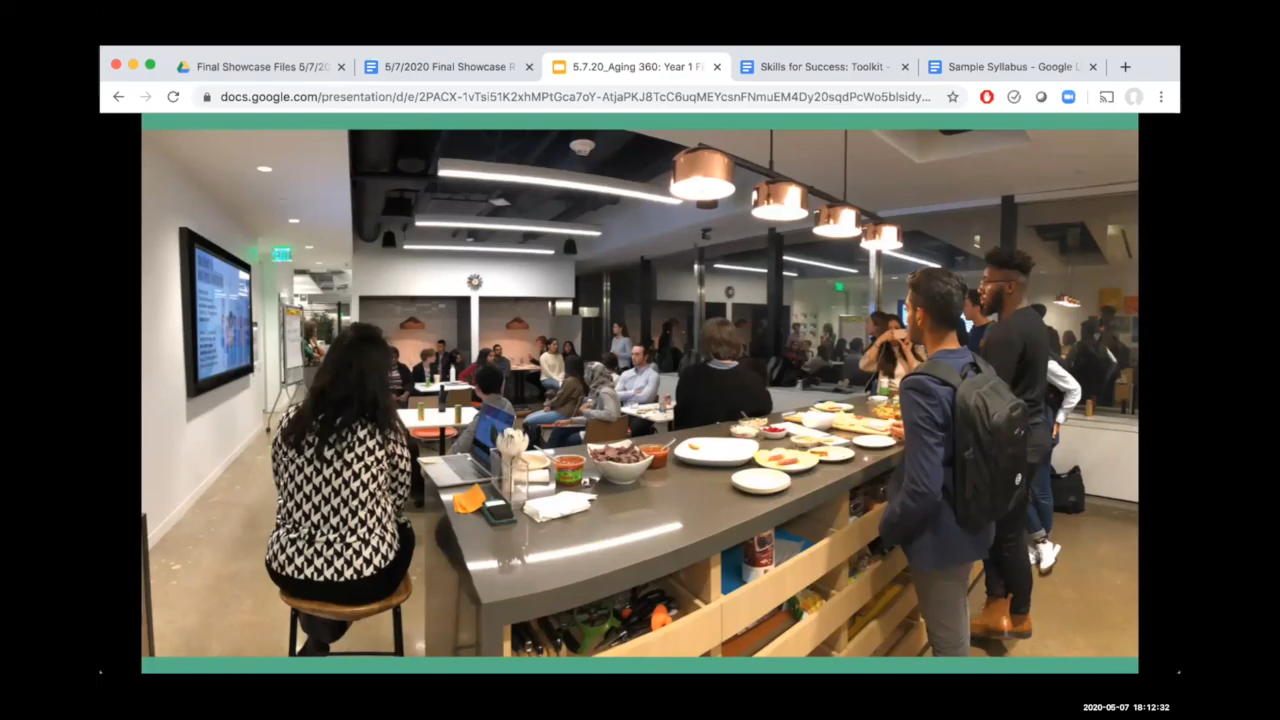 Final Showcase Files 5/7/20
5/7/2020 Final Showcase R
5.7.20_Aging 360: Year 1 Fi
Skills for Success: Toolkit -
Sample Syllabus - Google
docs.google.com/presentation/d/e/2PACX-1vTsi51K2xhMPtGca7oY-AtjaPKJ8TcC6uqMEYcsnFNmuEM4Dy20sqdPcWo5blsidy...
EXIT
2020-05-07 18:12:32